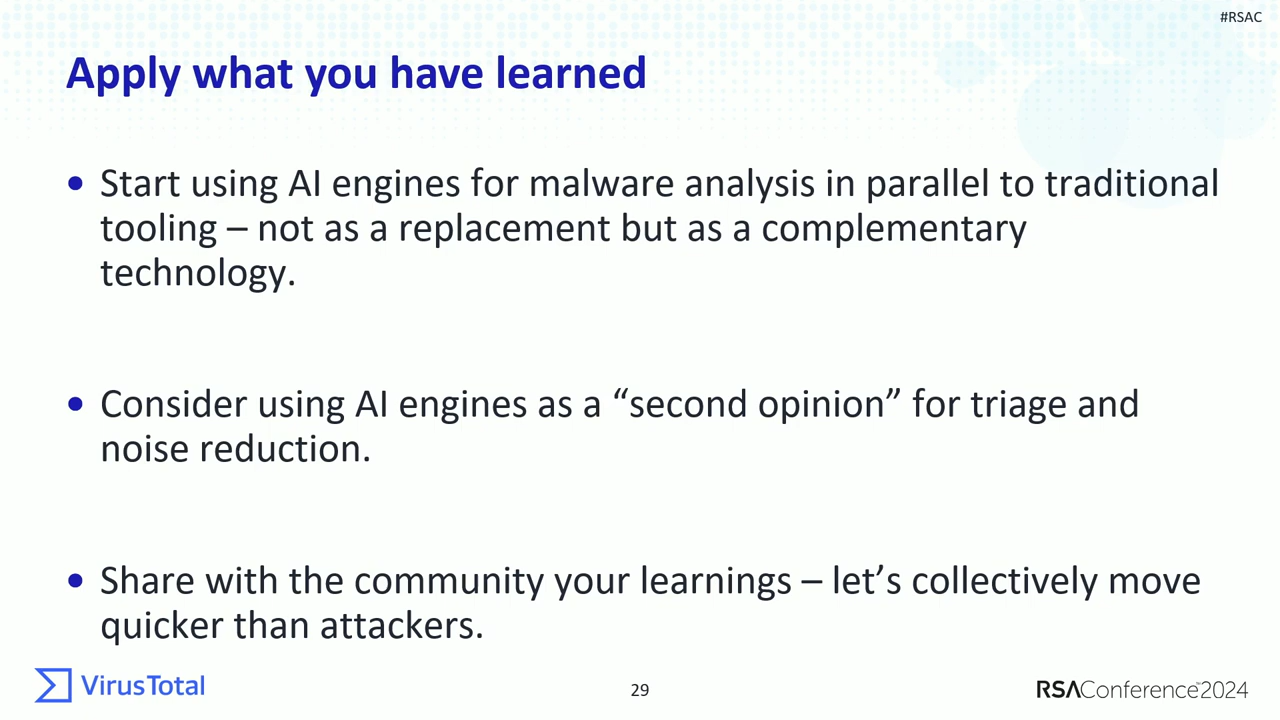 #RSAC
Apply what you have learned
• Start using AI engines for malware analysis in parallel to traditional
tooling – not as a replacement but as a complementary
technology.
• Consider using AI engines as a “second opinion” for triage and
noise reduction.
• Share with the community your learnings – let’s collectively move
quicker than attackers.
VirusTotal
29
RSAConference™2024